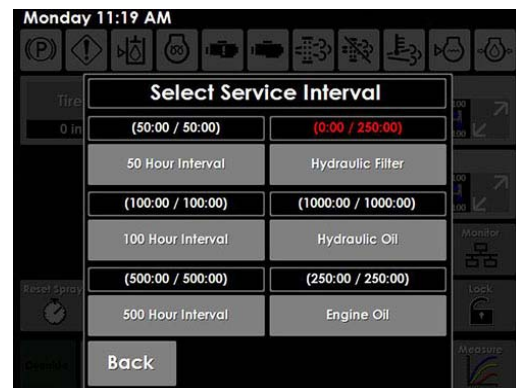 Monday 11:19 AM
(P)
Select Service Interval
Tire
0 in
(50:00 / 50:00) (0:00 / 250:00)
50 Hour Interval Hydraulic Filter
(100:00 / 100:00) (1000:00 / 1000:00)
100 Hour Interval Hydraulic Oil
Monitor
(500:00 / 500:00) (250:00 / 250:00)
Reset Spray
Lock
500 Hour Interval Engine Oil
Back
Measure